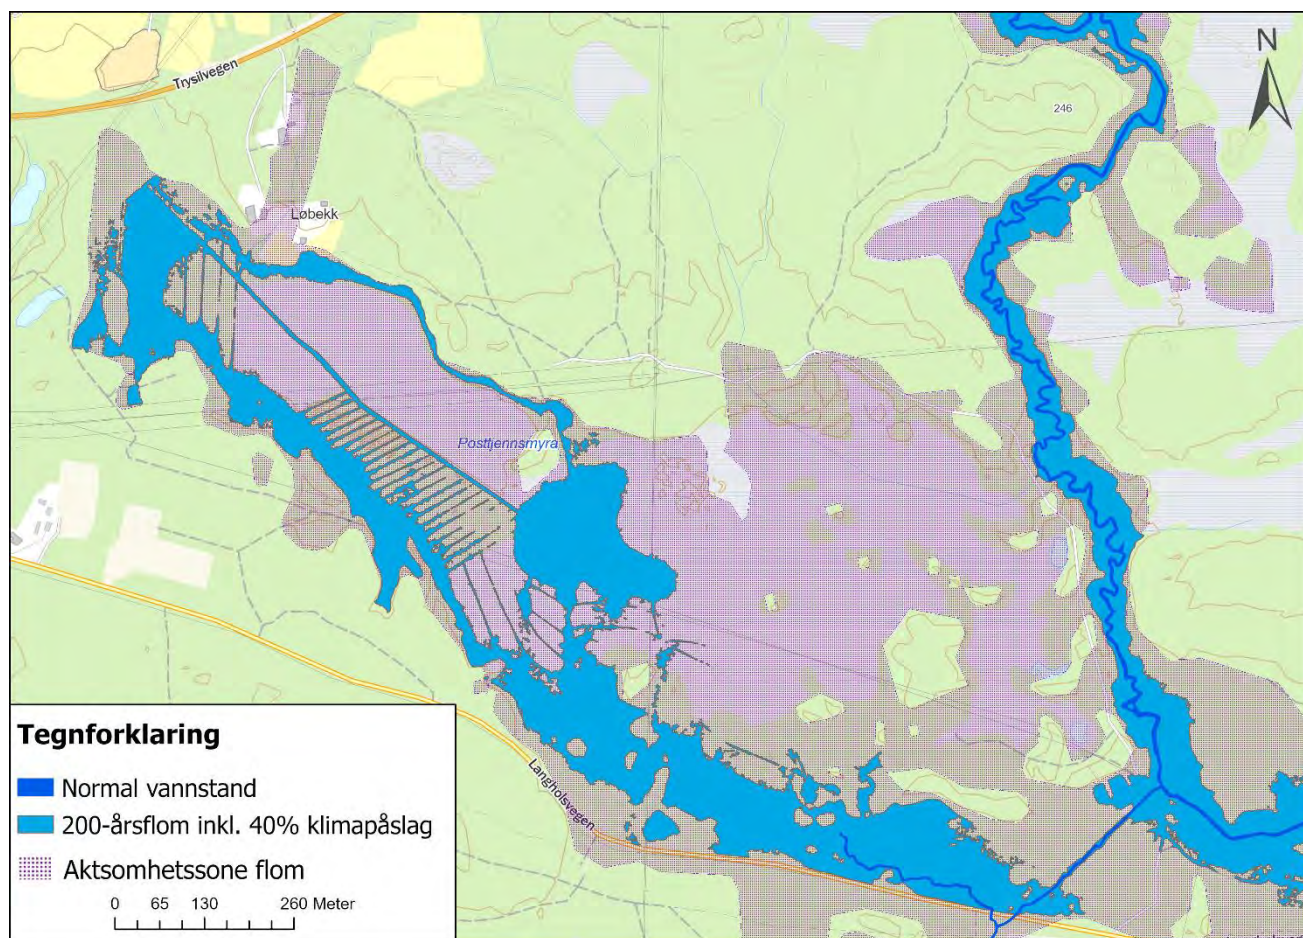 N
Trysilvegen
246
Løbekk
Posttjennsmyra
Langholsvegen
Tegnforklaring
Normal vannstand
200-årsflom inkl. 40% klimapåslag
Aktsomhetssone flom
0 65 130 260 Meter